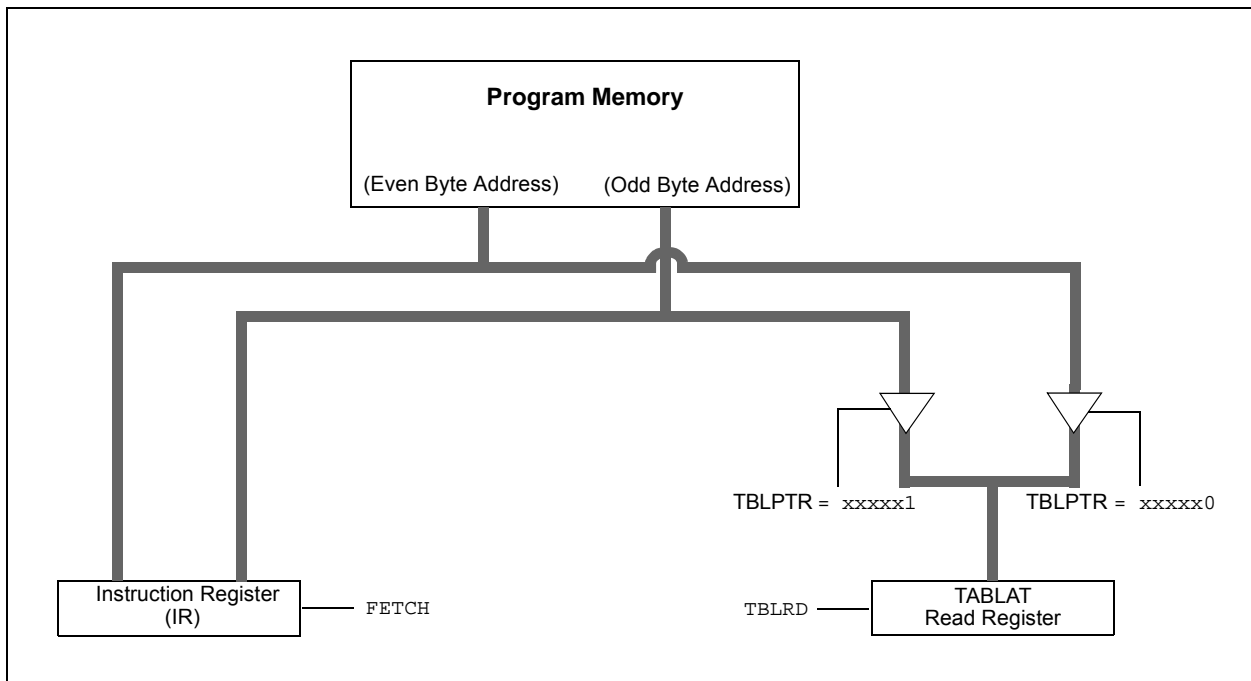 Program Memory
(Even Byte Address) (Odd Byte Address)
TBLPTR = xxxxx1 TBLPTR = xxxxx0
Instruction Register
(IR)
FETCH
TBLRD
TABLAT
Read Register